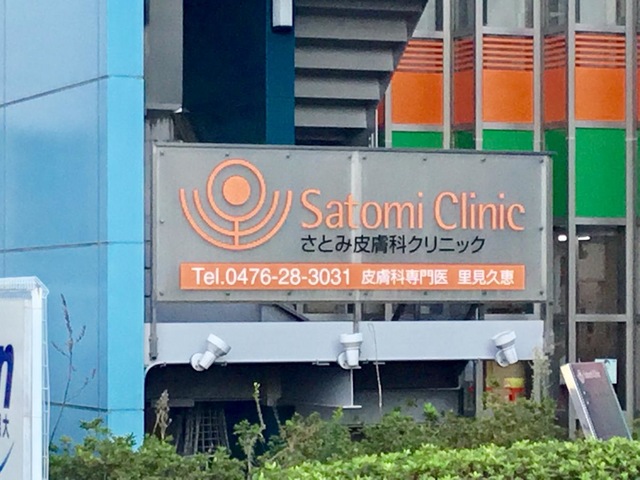 Satomi Clinic
さとみ皮膚科クリニック
Tel.0476-28-3031 皮膚科専門医 里見久恵